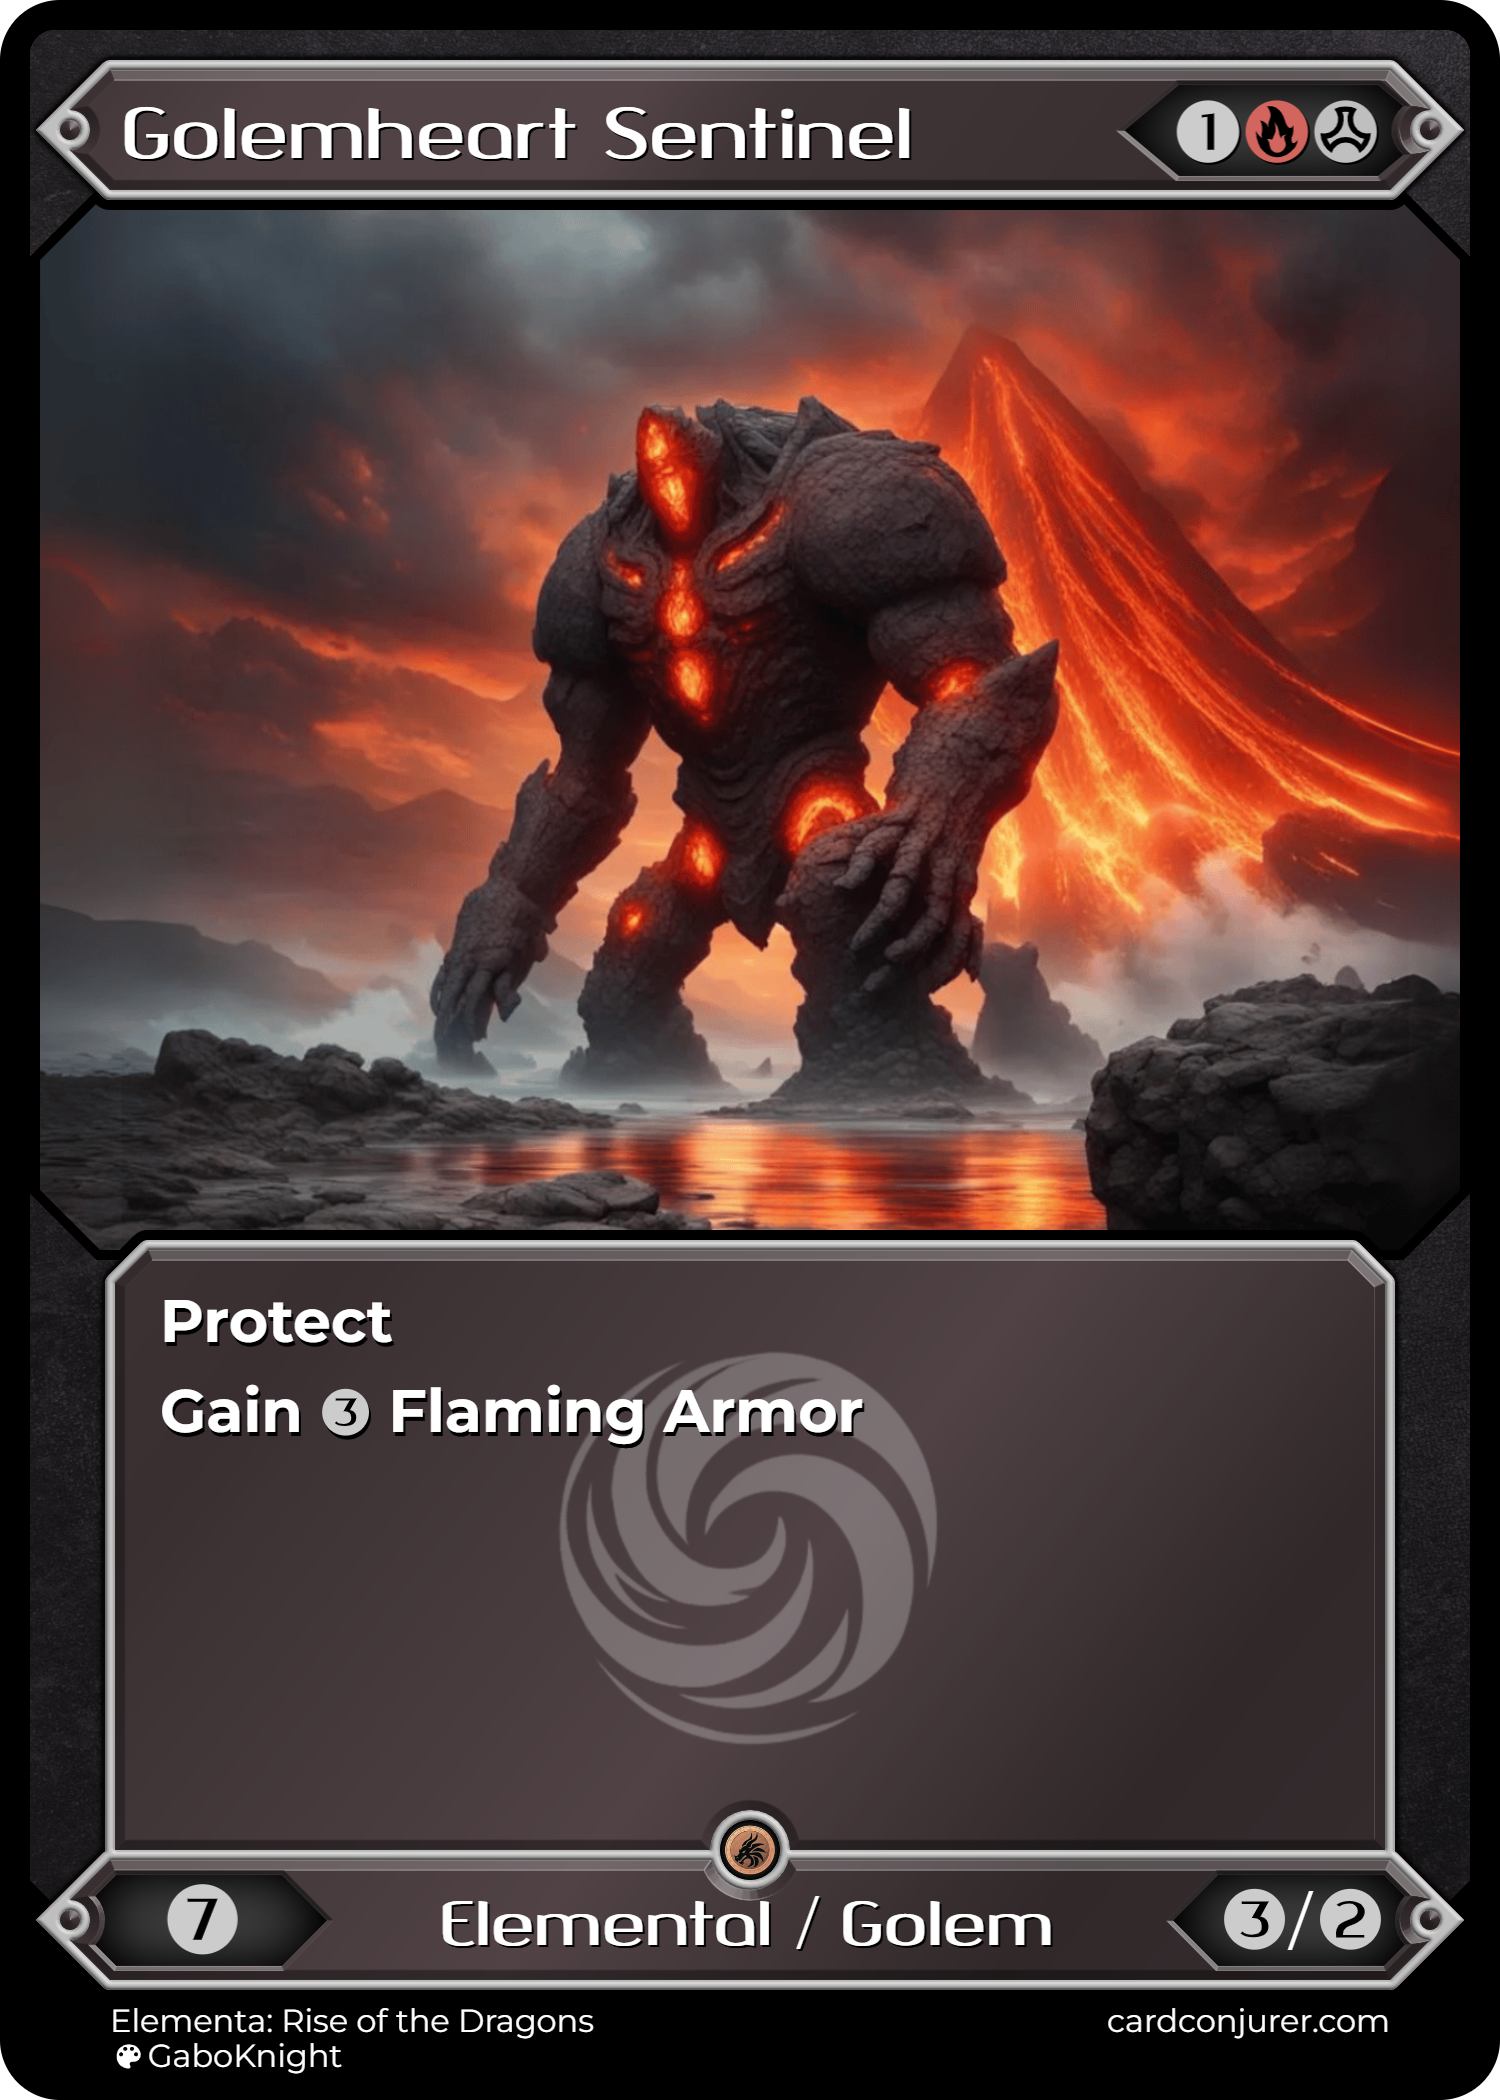 Golemheart Sentinel 1
Protect
Gain 3 Flaming Armor
7 Elemental / Golem 3/2
Elementa: Rise of the Dragons cardconjurer.com
GaboKnight